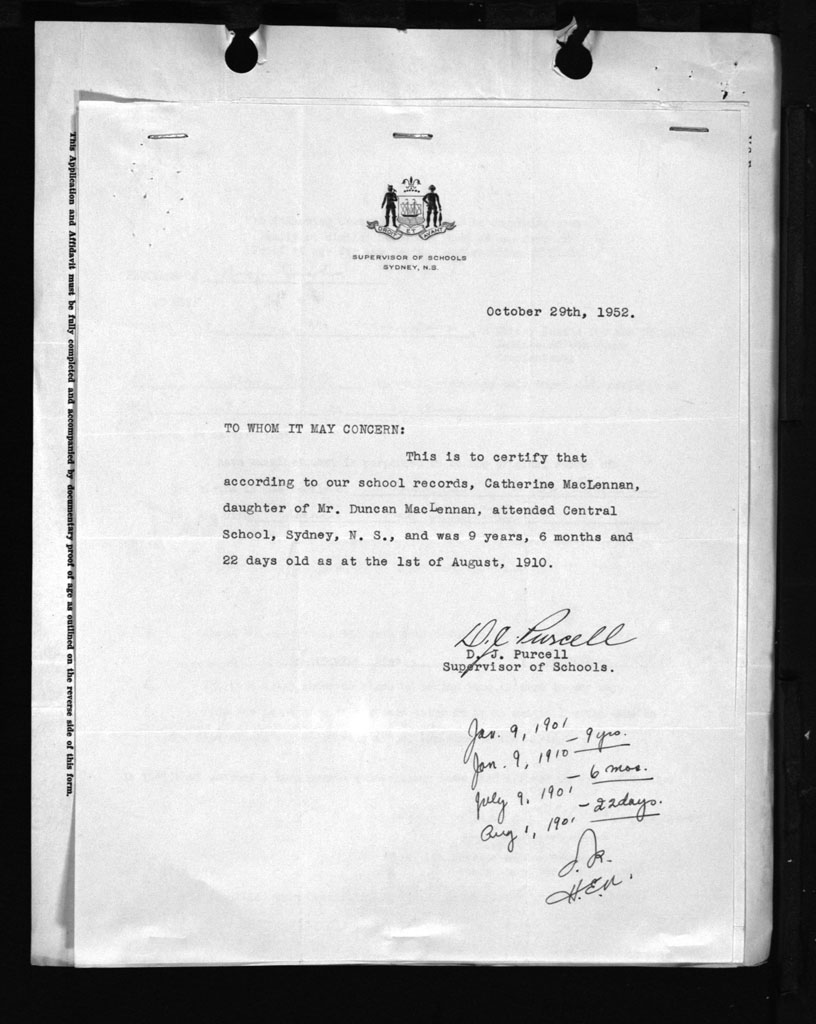 This Application and Affidavit must be fully completed and accompanied by documentary proof of age as outlined on the reverse side of this form.
ET AVANT
SUPERVISOR OF SCHOOLS
SYDNEY, N.S.
October 29th, 1952.
TO WHOM IT MAY CONCERN:
This is to certify that
according to our school records, Catherine MacLennan,
daughter of Mr. Duncan MacLennan, attended Central
School, Sydney, N. S., and was 9 years, 6 months and
22 days old as at the 1st of August, 1910.
D. J. Purcell
D. J. Purcell
Supervisor of Schools.
Jan. 9, 1901
Jan. 9, 1910 - 9 yrs.
July 9, 1901 - 6 mos.
Aug 1, 1901 - 22days.